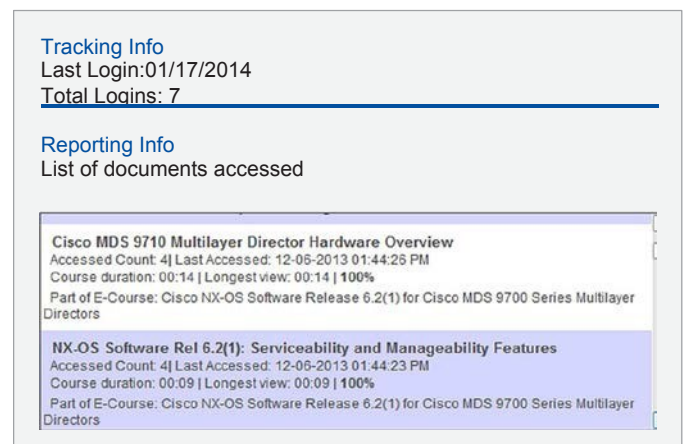 Tracking Info
Last Login:01/17/2014
Total Logins: 7
Reporting Info
List of documents accessed
Cisco MDS 9710 Multilayer Director Hardware Overview
Accessed Count: 4| Last Accessed: 12-06-2013 01:44:26 PM
Course duration: 00:14 | Longest view: 00:14 | 100%
Part of E-Course: Cisco NX-OS Software Release 6.2(1) for Cisco MDS 9700 Series Multilayer
Directors
NX-OS Software Rel 6.2(1): Serviceability and Manageability Features
Accessed Count: 4| Last Accessed: 12-06-2013 01:44:23 PM
Course duration: 00:09 | Longest view: 00:09 | 100%
Part of E-Course: Cisco NX-OS Software Release 6.2(1) for Cisco MDS 9700 Series Multilayer
Directors